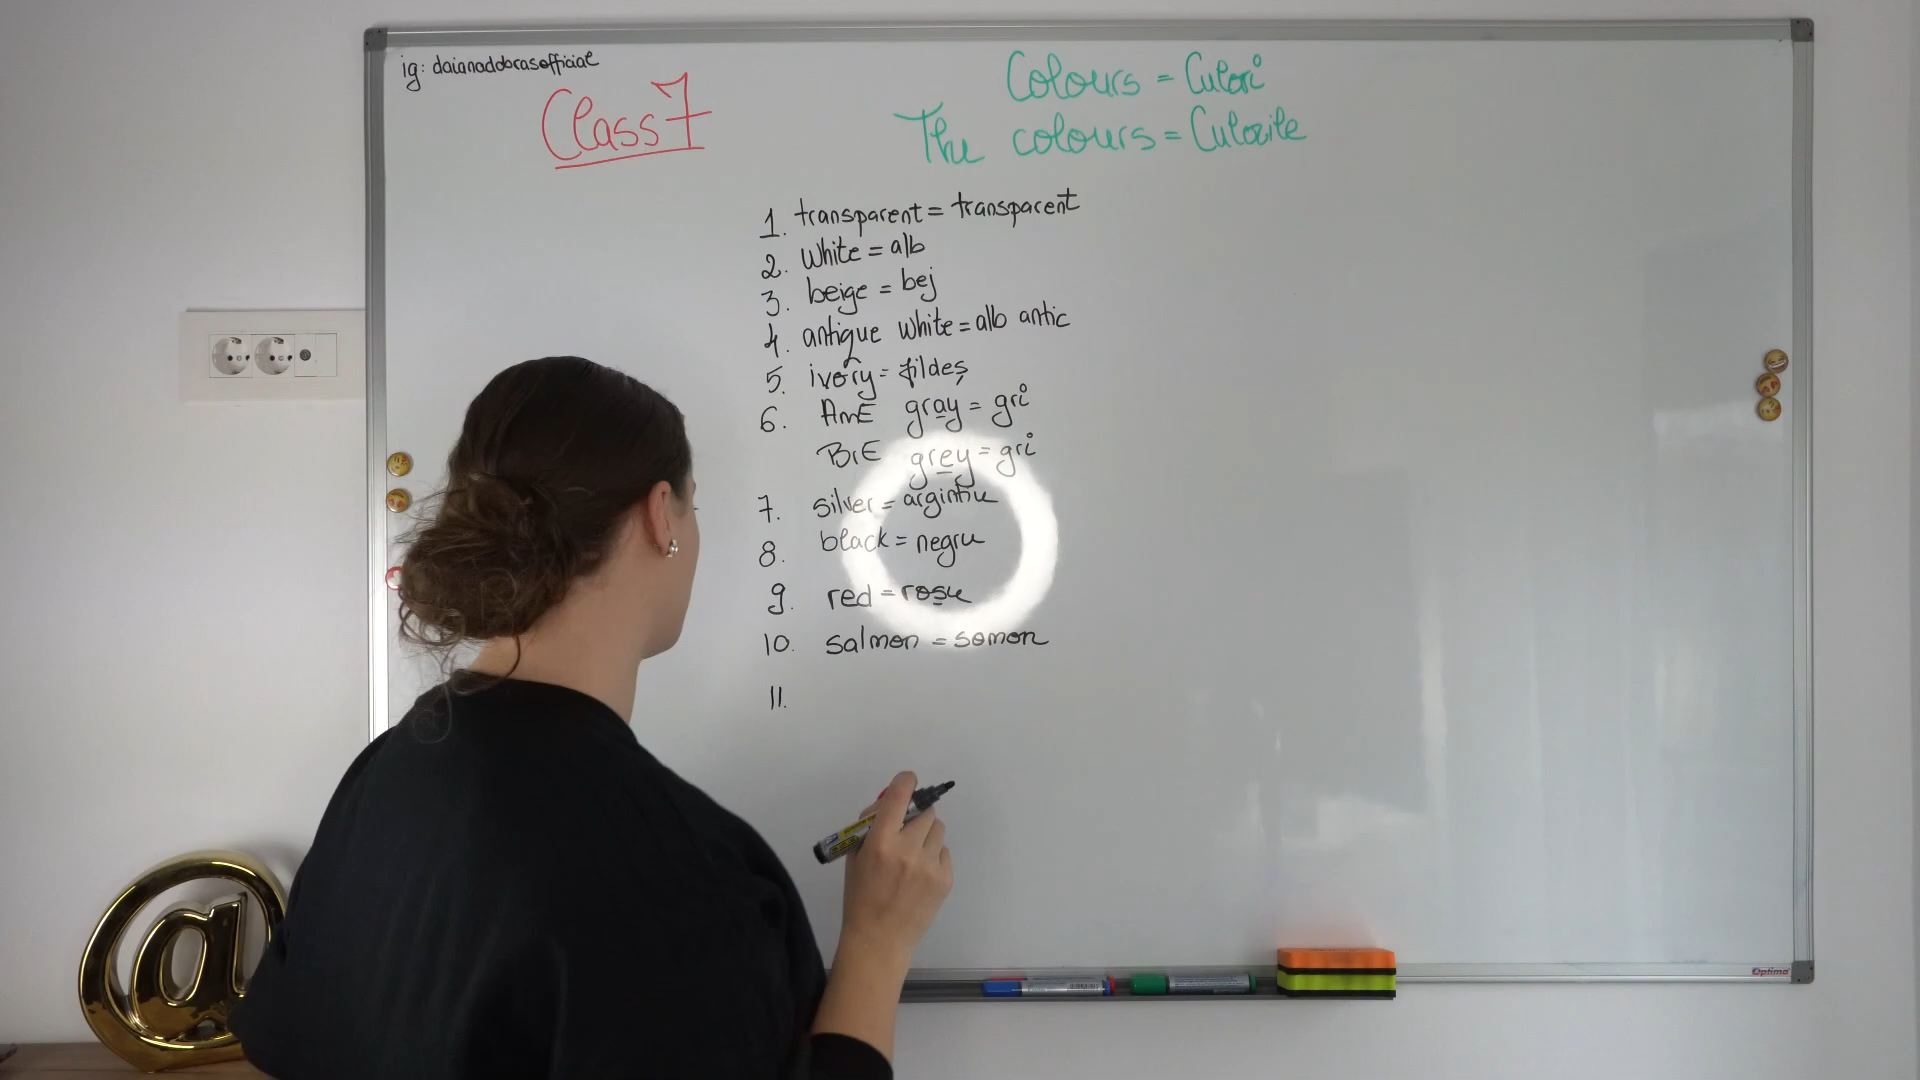 ig: daianaddorasofficial
Class 7
Colours = Culori
The colours = Culorile
1. transparent = transparent
2. White = alb
3. beige = bej
4. antique white = alb antic
5. ivory = fildeș
6. AmE gray = gri
BrE grey = gri
7. silver = argintiu
8. black = negru
9. red = roșu
10. salmon = somon
11.
Optima